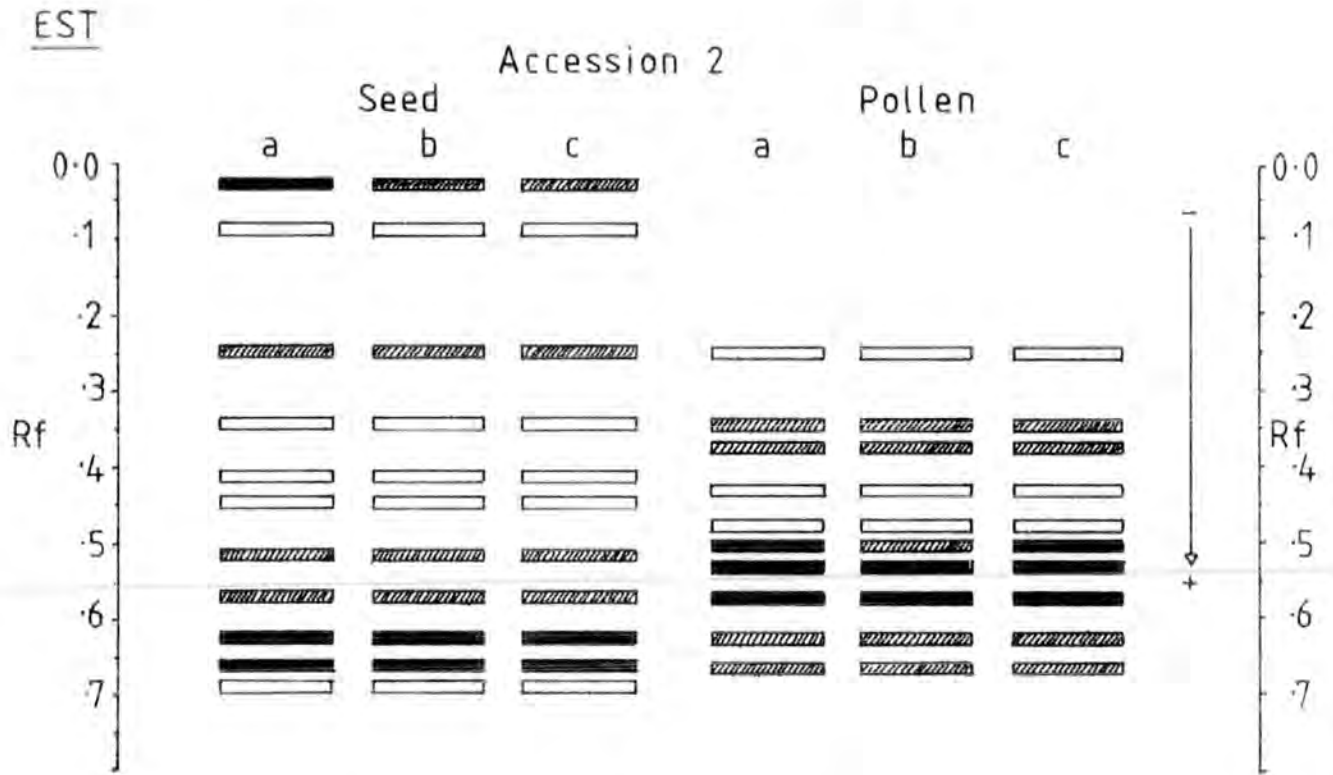 EST
Accession 2
Seed Pollen
a b c a b c
0·0 0·0
-
·1 ·1
·2 ·2
·3 ·3
Rf Rf
·4 ·4
·5 ·5
+
·6 ·6
·7 ·7